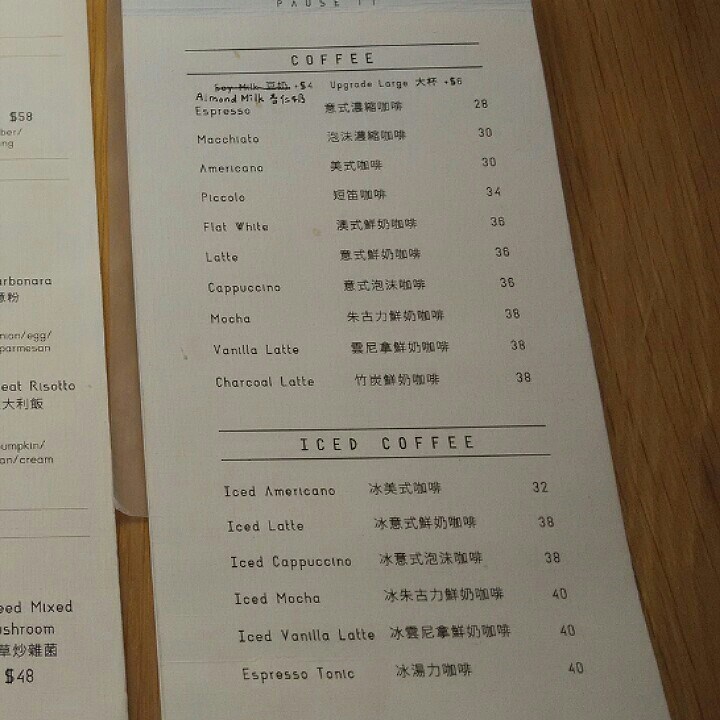 PAUSE IT
COFFEE
Soy Milk 豆奶 +$4 Upgrade Large 大杯 +$6
Almond Milk 杏仁奶
Espresso 意式濃縮咖啡 28
Macchiato 泡沫濃縮咖啡 30
Americano 美式咖啡 30
Piccolo 短笛咖啡 34
Flat White 澳式鮮奶咖啡 36
Latte 意式鮮奶咖啡 36
Cappuccino 意式泡沫咖啡 36
Mocha 朱古力鮮奶咖啡 38
Vanilla Latte 雲尼拿鮮奶咖啡 38
Charcoal Latte 竹炭鮮奶咖啡 38
ICED COFFEE
Iced Americano 冰美式咖啡 32
Iced Latte 冰意式鮮奶咖啡 38
Iced Cappuccino 冰意式泡沫咖啡 38
Iced Mocha 冰朱古力鮮奶咖啡 40
Iced Vanilla Latte 冰雲尼拿鮮奶咖啡 40
Espresso Tonic 冰湯力咖啡 40
$58
ber/
ng
arbonara
意粉
nian/egg/
parmesan
eat Risotto
大利飯
umpkin/
an/cream
eed Mixed
ushroom
草炒雜菌
$48